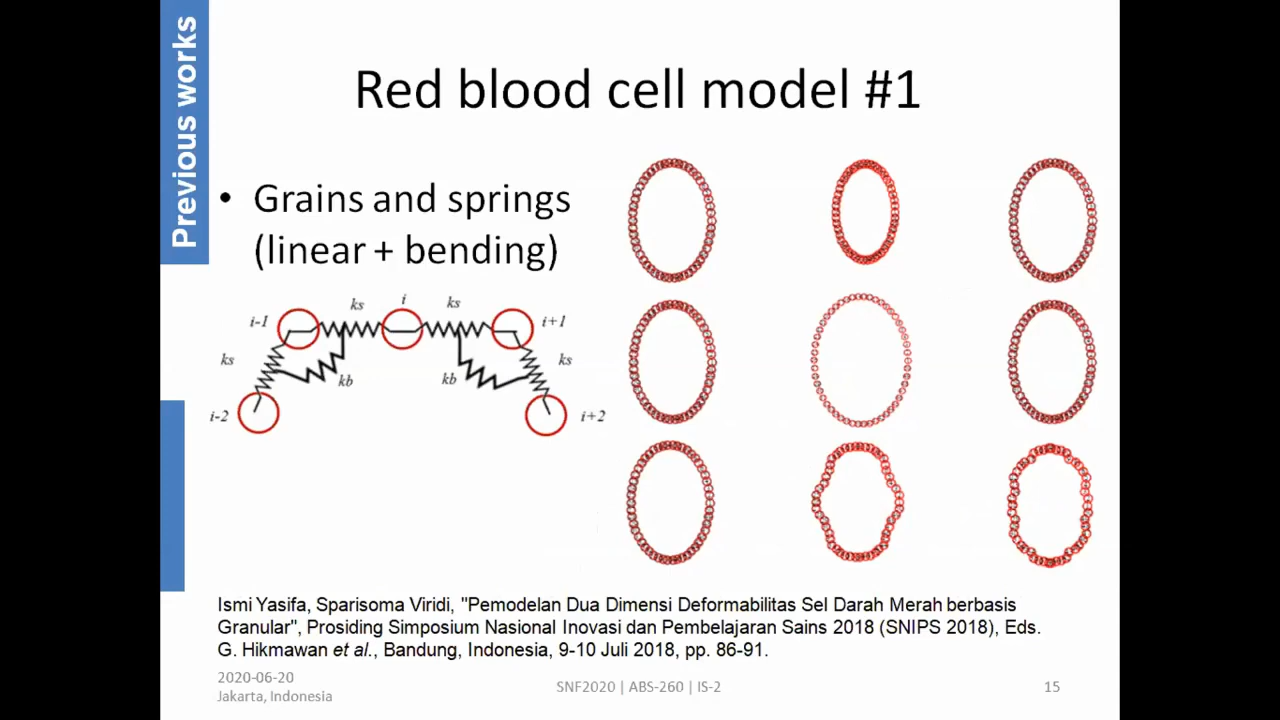 Previous works
Red blood cell model #1
• Grains and springs
(linear + bending)
ks
i
ks
i-1
i+1
ks
ks
kb
kb
i-2
i+2
Ismi Yasifa, Sparisoma Viridi, "Pemodelan Dua Dimensi Deformabilitas Sel Darah Merah berbasis
Granular", Prosiding Simposium Nasional Inovasi dan Pembelajaran Sains 2018 (SNIPS 2018), Eds.
G. Hikmawan et al., Bandung, Indonesia, 9-10 Juli 2018, pp. 86-91.
2020-06-20
Jakarta, Indonesia
SNF2020 | ABS-260 | IS-2
15